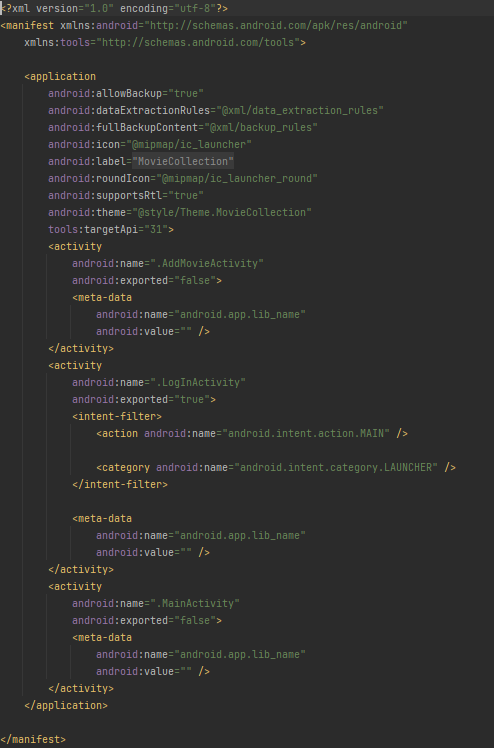 <?xml version="1.0" encoding="utf-8"?>
<manifest xmlns:android="http://schemas.android.com/apk/res/android"
    xmlns:tools="http://schemas.android.com/tools">

    <application
        android:allowBackup="true"
        android:dataExtractionRules="@xml/data_extraction_rules"
        android:fullBackupContent="@xml/backup_rules"
        android:icon="@mipmap/ic_launcher"
        android:label="MovieCollection"
        android:roundIcon="@mipmap/ic_launcher_round"
        android:supportsRtl="true"
        android:theme="@style/Theme.MovieCollection"
        tools:targetApi="31">
        <activity
            android:name=".AddMovieActivity"
            android:exported="false">
            <meta-data
                android:name="android.app.lib_name"
                android:value="" />
        </activity>
        <activity
            android:name=".LogInActivity"
            android:exported="true">
            <intent-filter>
                <action android:name="android.intent.action.MAIN" />

                <category android:name="android.intent.category.LAUNCHER" />
            </intent-filter>

            <meta-data
                android:name="android.app.lib_name"
                android:value="" />
        </activity>
        <activity
            android:name=".MainActivity"
            android:exported="false">
            <meta-data
                android:name="android.app.lib_name"
                android:value="" />
        </activity>
    </application>

</manifest>